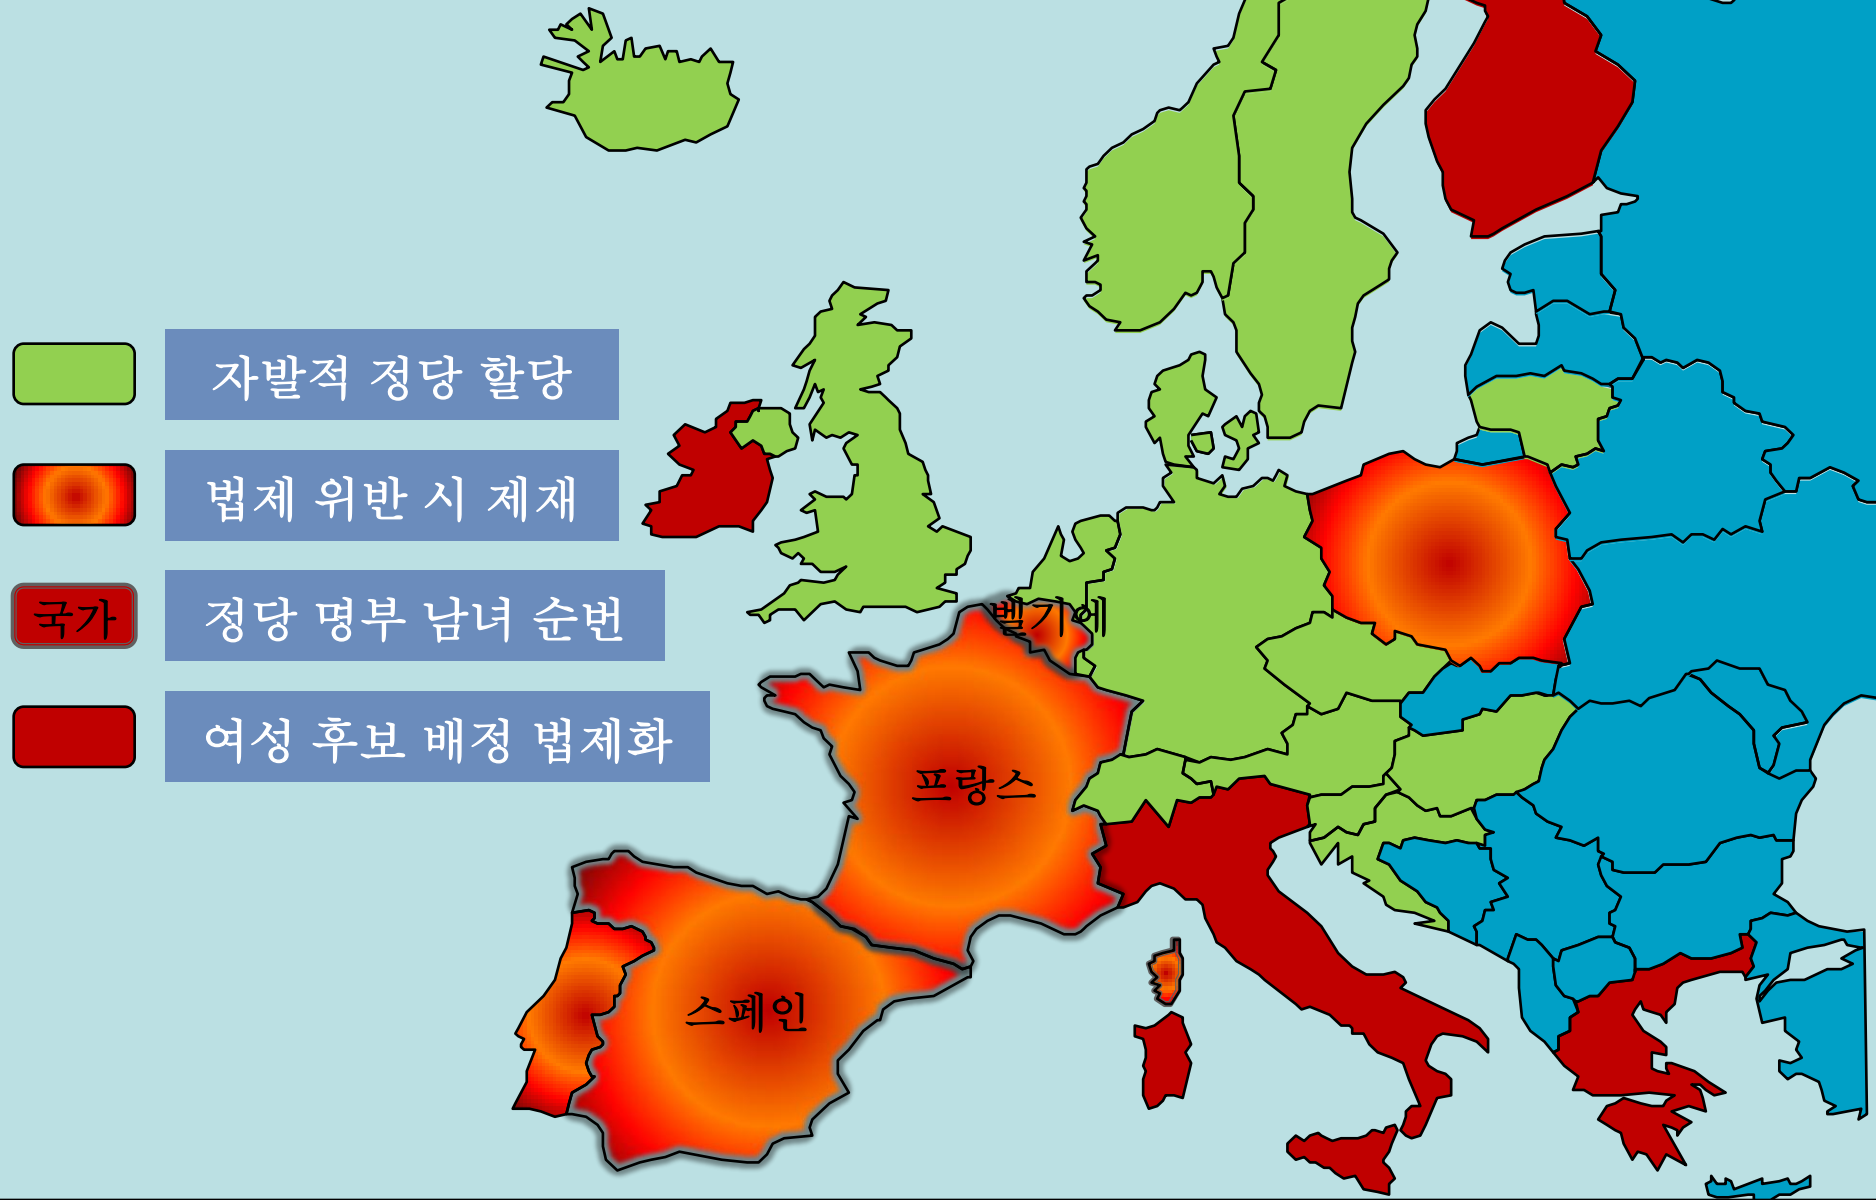 자발적 정당 할당
법제 위반 시 제재
국가
정당 명부 남녀 순번
여성 후보 배정 법제화
벨기에
프랑스
스페인